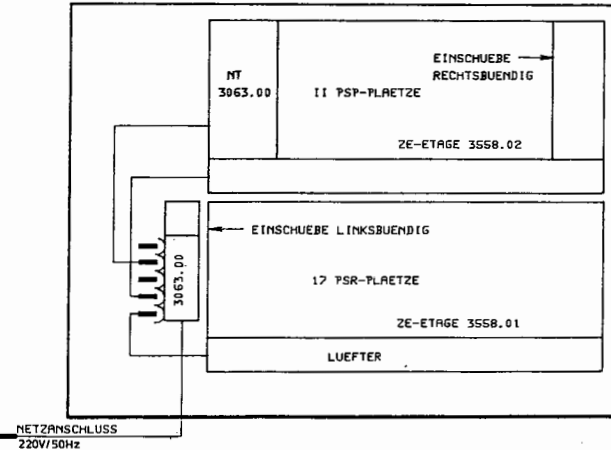 NT
3063.00
II PSP-PLAETZE
EINSCHUEBE
RECHTSBUENDIG
ZE-ETAGE 3558.02
EINSCHUEBE LINKSBUENDIG
3063.00
17 PSR-PLAETZE
ZE-ETAGE 3558.01
LUEFTER
NETZANSCHLUSS
220V/50Hz